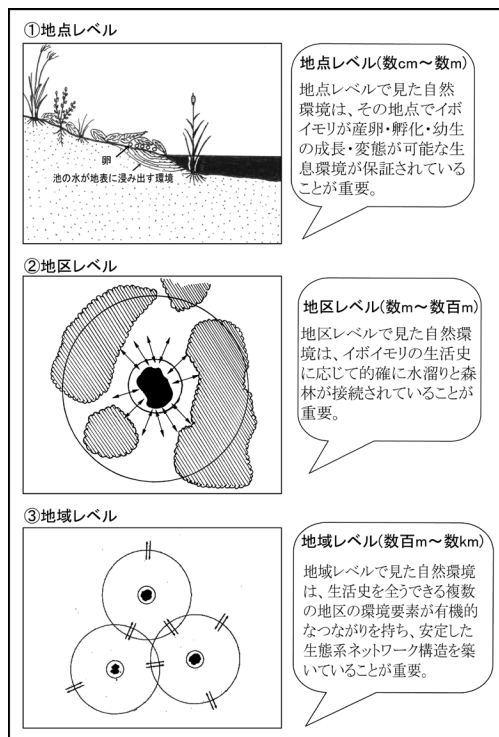 ①地点レベル
卵
池の水が地表に浸み出す環境
地点レベル(数cm～数m)
地点レベルで見た自然
環境は、その地点でイボ
イモリが産卵・孵化・幼生
の成長・変態が可能な生
息環境が保証されている
ことが重要。
②地区レベル
地区レベル(数m～数百m)
地区レベルで見た自然環
境は、イボイモリの生活史
に応じて的確に水溜りと森
林が接続されていることが
重要。
③地域レベル
地域レベル(数百m～数km)
地域レベルで見た自然環境
は、生活史を全うできる複数
の地区の環境要素が有機的
なつながりを持ち、安定した
生態系ネットワーク構造を築
いていることが重要。